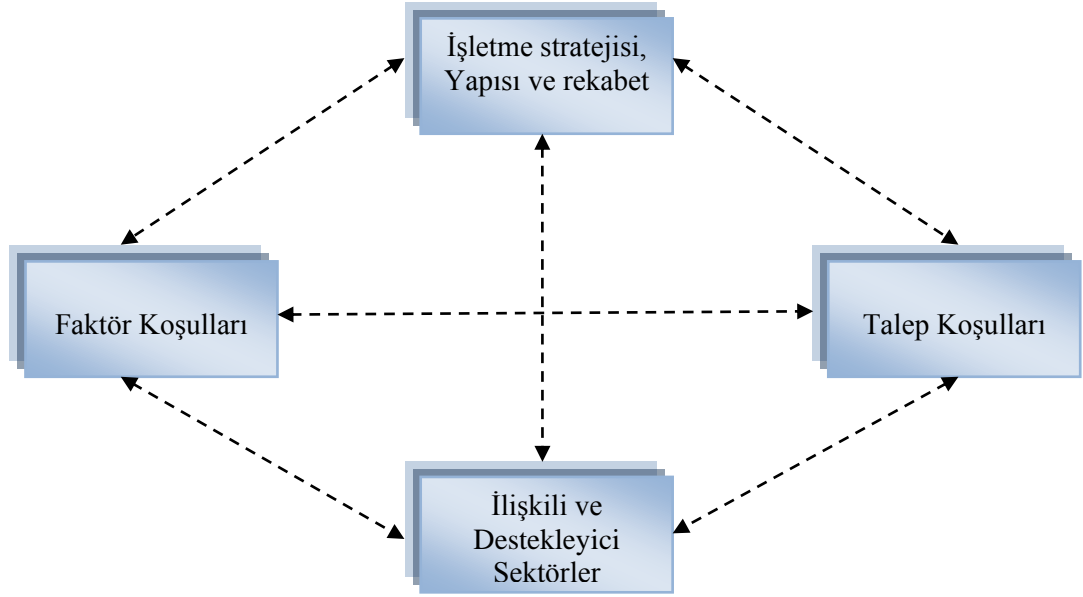 İşletme stratejisi,
Yapısı ve rekabet
Faktör Koşulları
Talep Koşulları
İlişkili ve
Destekleyici
Sektörler